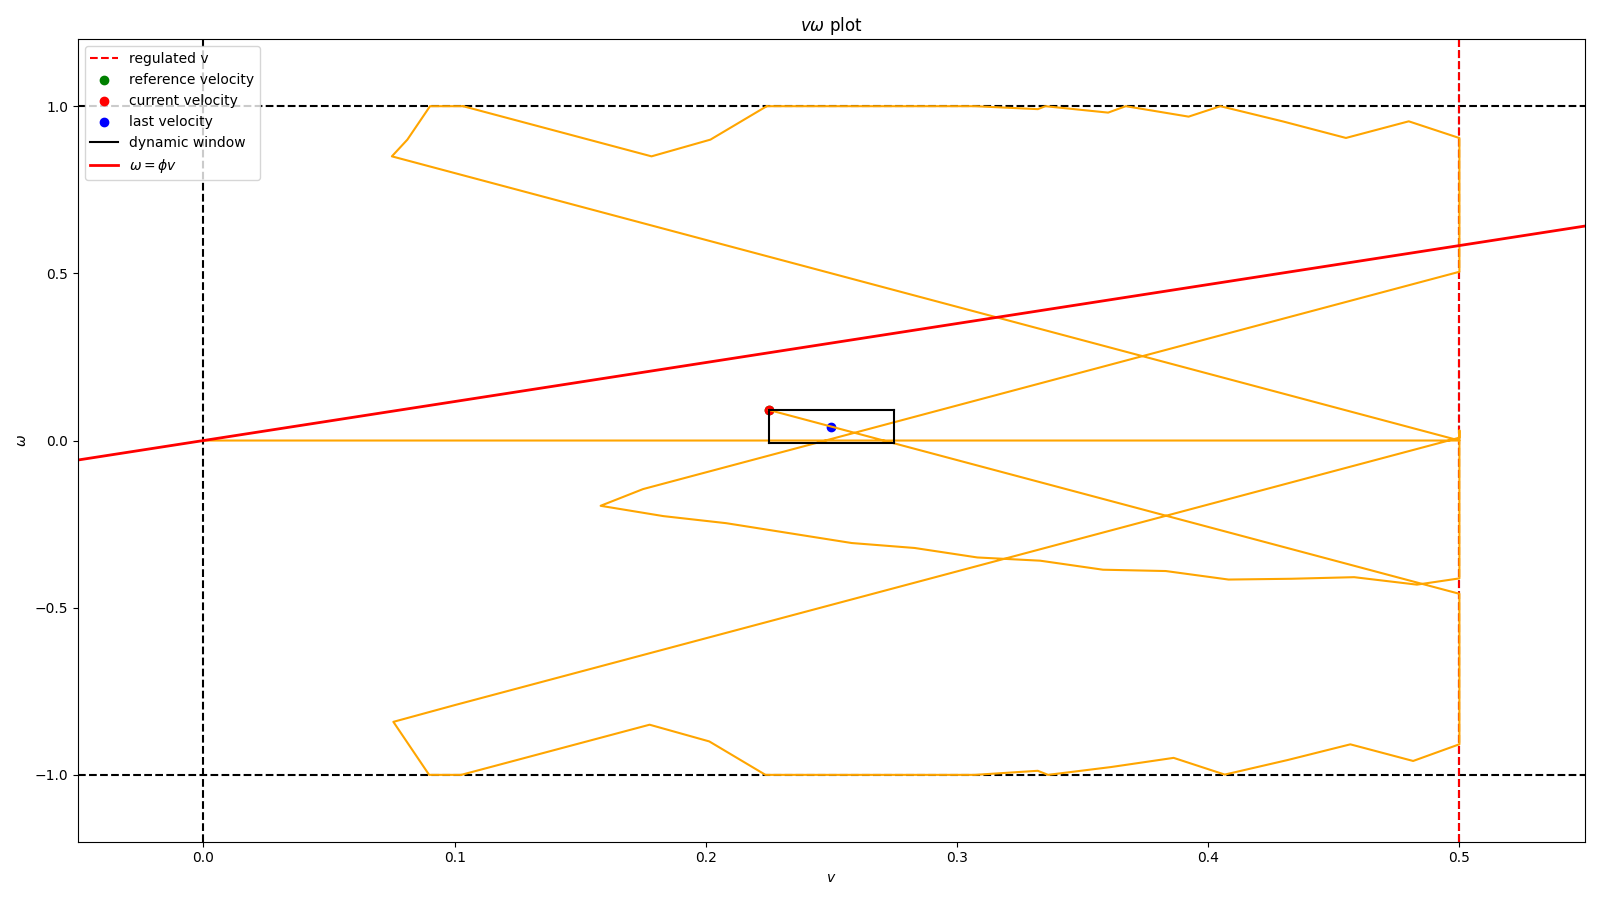 vω plot
regulated v
reference velocity
current velocity
last velocity
dynamic window
ω = ϕv
1.0
0.5
0.0
−0.5
−1.0
ω
0.0 0.1 0.2 0.3 0.4 0.5
v